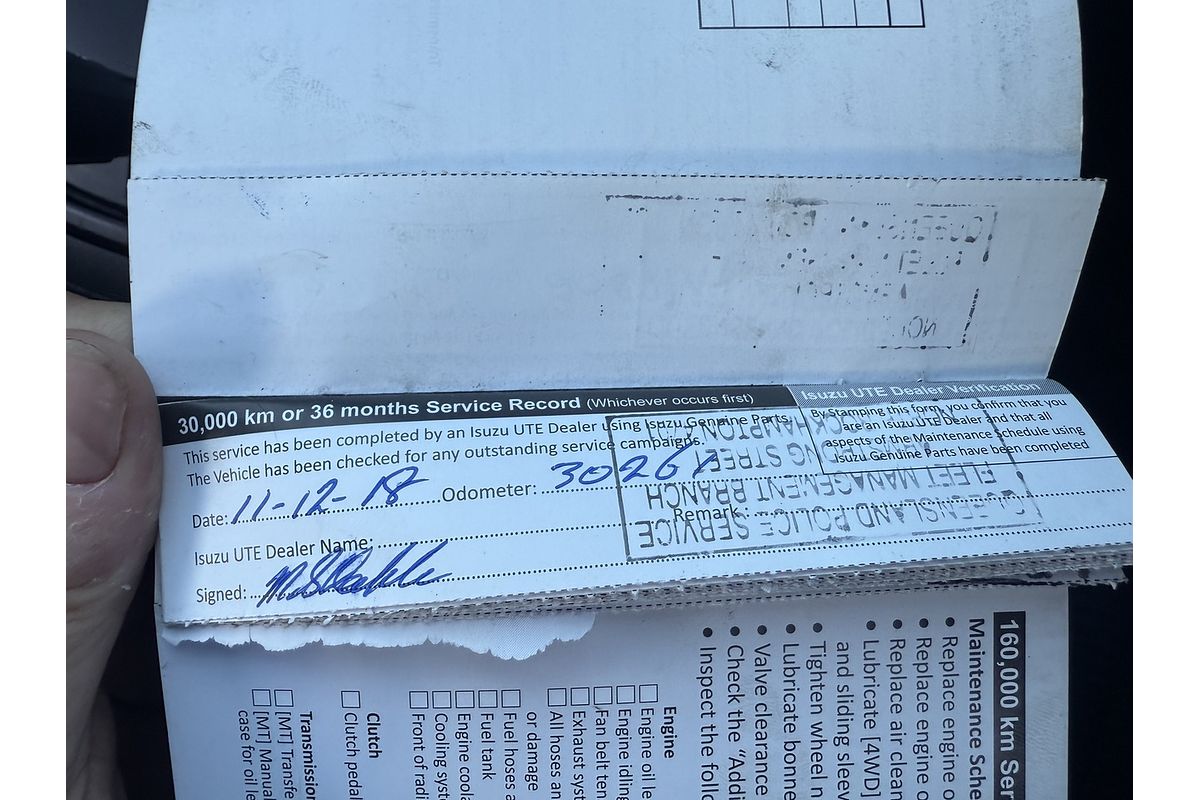 30,000 km or 36 months Service Record (Whichever occurs first)
This service has been completed by an Isuzu UTE Dealer using Isuzu Genuine Parts.
The Vehicle has been checked for any outstanding service campaigns.
Date: 11-12-18 Odometer: 30261
Isuzu UTE Dealer Name:
Signed:
Isuzu UTE Dealer Verification
By Stamping this form, you confirm that you
are an Isuzu UTE Dealer and that all
aspects of the Maintenance Schedule using
Isuzu Genuine Parts have been completed
Remark:
QUEENSLAND POLICE SERVICE
FLEET MANAGEMENT BRANCH
STREET
160,000 km Ser
Maintenance Sche
• Replace engine o
• Replace engine o
• Replace air clean
• Lubricate [4WD]
and sliding sleev
• Tighten wheel n
• Lubricate bonne
• Valve clearance
• Check the "Addi
• Inspect the follo
Engine
Engine oil le
Engine idling
Fan belt ten
Exhaust syst
All hoses an
Fuel hoses a
or damage
Fuel tank
Engine coola
Cooling syst
Front of radi
Clutch
Clutch pedal
Transmission
[MT] Transfe
[MT] Manua
case for oil le